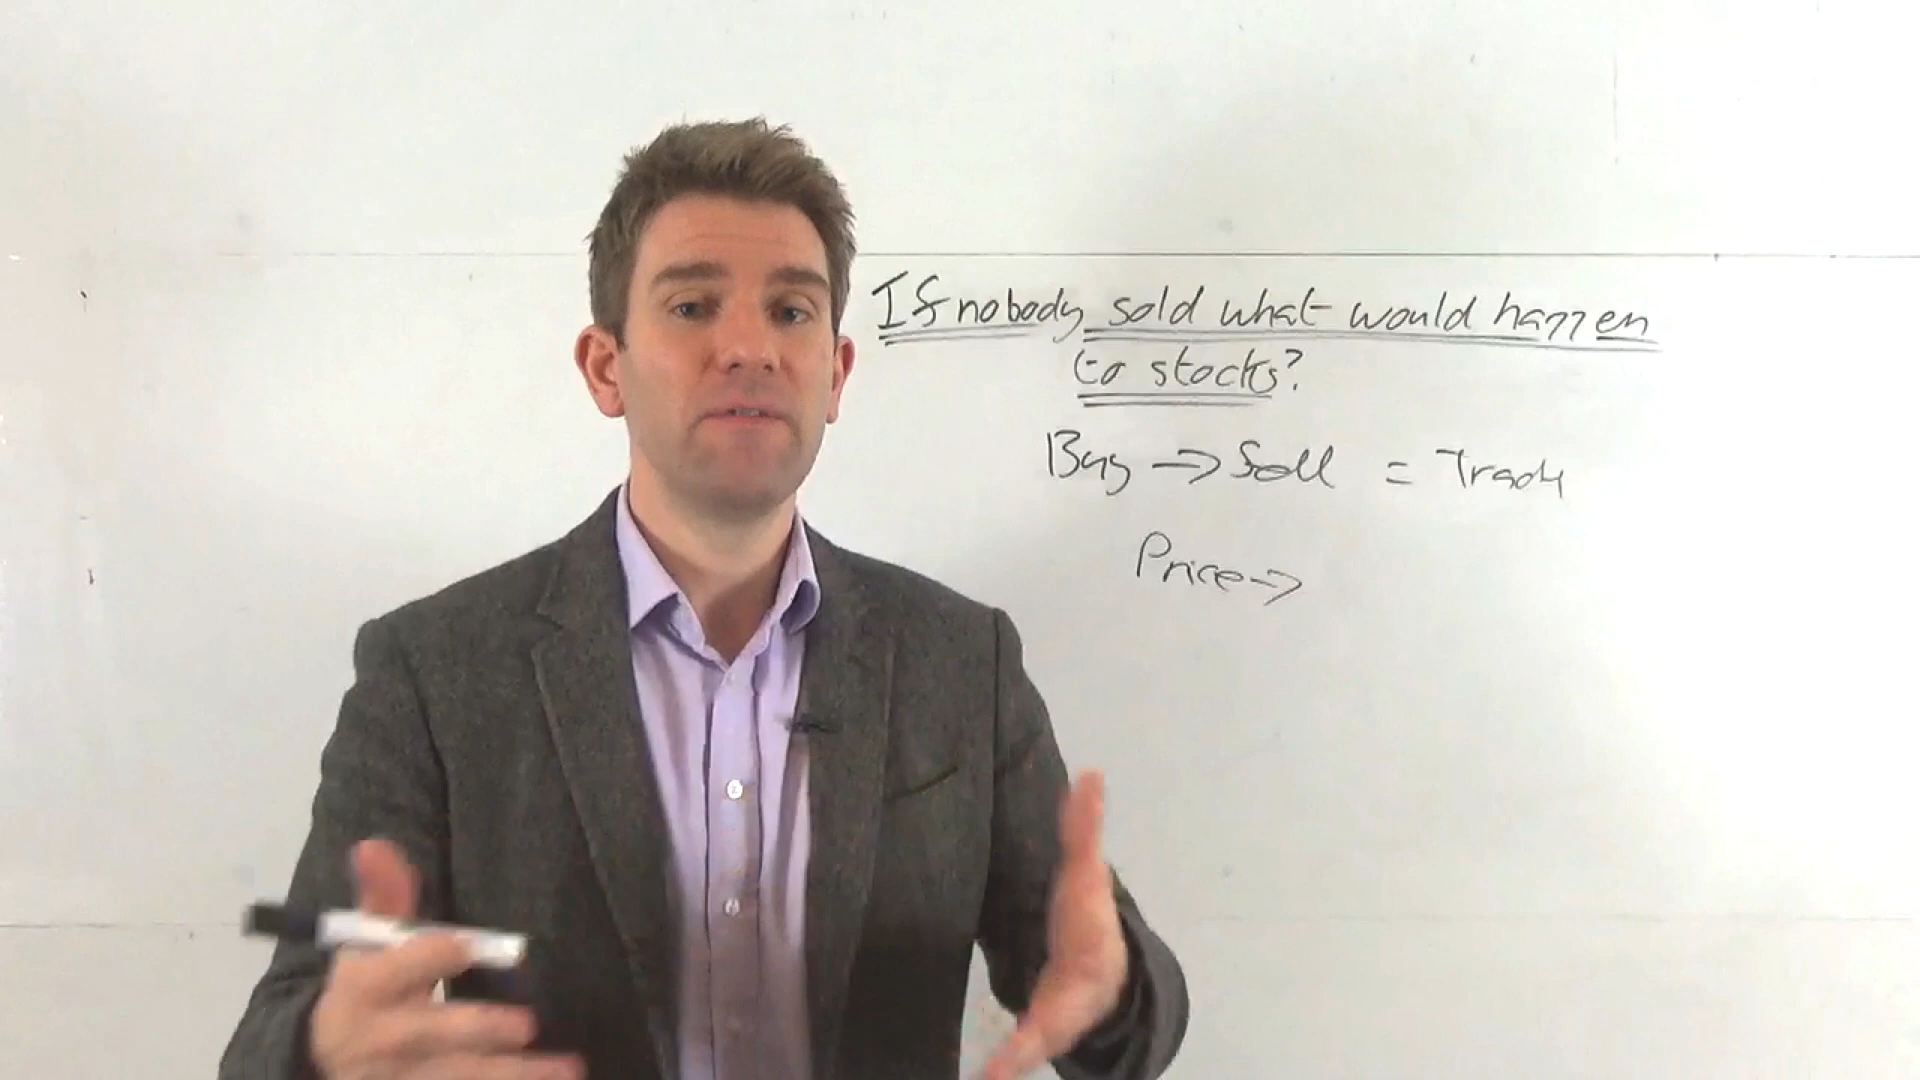 If nobody sold what would happen
to stocks?
Buy → Sell = Trade
Price →